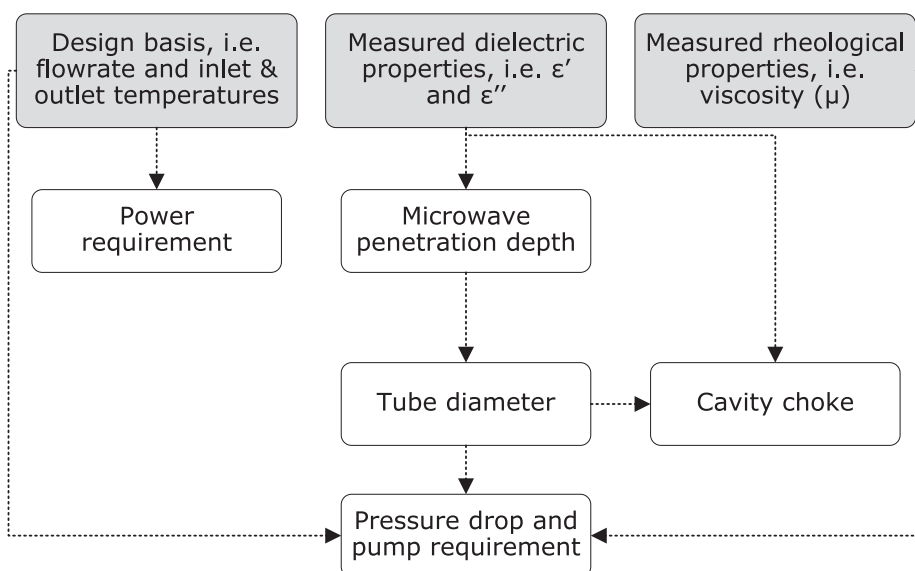 Design basis, i.e.
flowrate and inlet &
outlet temperatures
Measured dielectric
properties, i.e. ε’
and ε’’
Measured rheological
properties, i.e.
viscosity (μ)
Power
requirement
Microwave
penetration depth
Tube diameter
Cavity choke
Pressure drop and
pump requirement